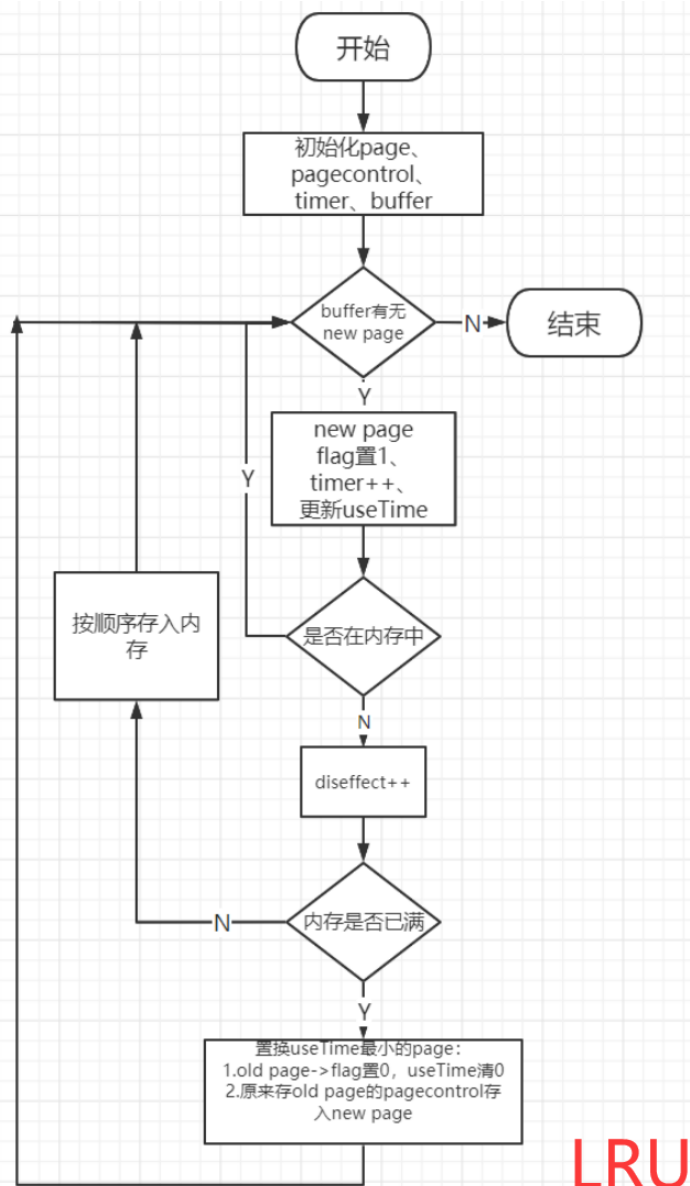 开始
初始化page、
pagecontrol、
timer、buffer
buffer有无
new page
N
结束
Y
new page
flag置1、
timer++、
更新useTime
Y
按顺序存入内
存
是否在内存中
N
diseffect++
内存是否已满
N
Y
置换useTime最小的page:
1.old page->flag置0，useTime清0
2.原来存old page的pagecontrol存
入new page
LRU